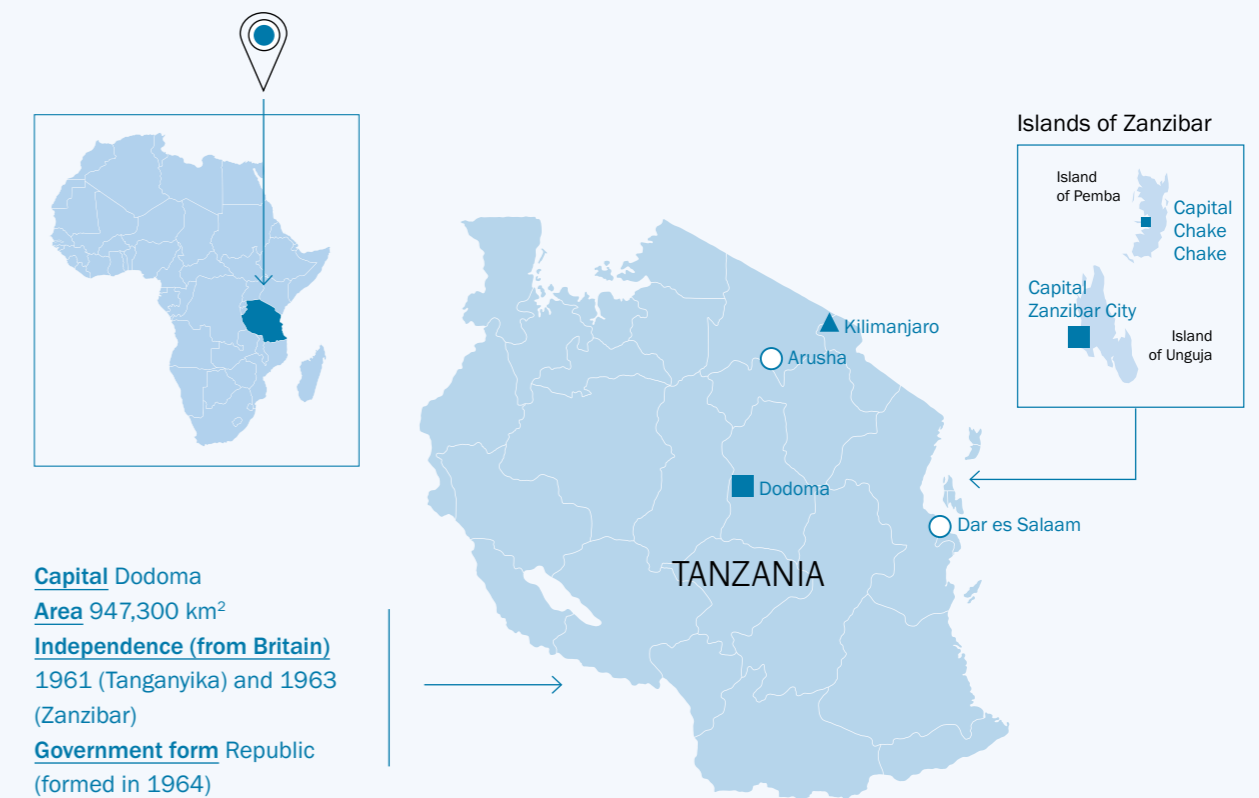 Islands of Zanzibar
Island
of Pemba
Capital
Chake
Chake
Capital
Zanzibar City
Island
of Unguja
Kilimanjaro
Arusha
Dodoma
Dar es Salaam
TANZANIA
Capital Dodoma
Area 947,300 km²
Independence (from Britain)
1961 (Tanganyika) and 1963
(Zanzibar)
Government form Republic
(formed in 1964)